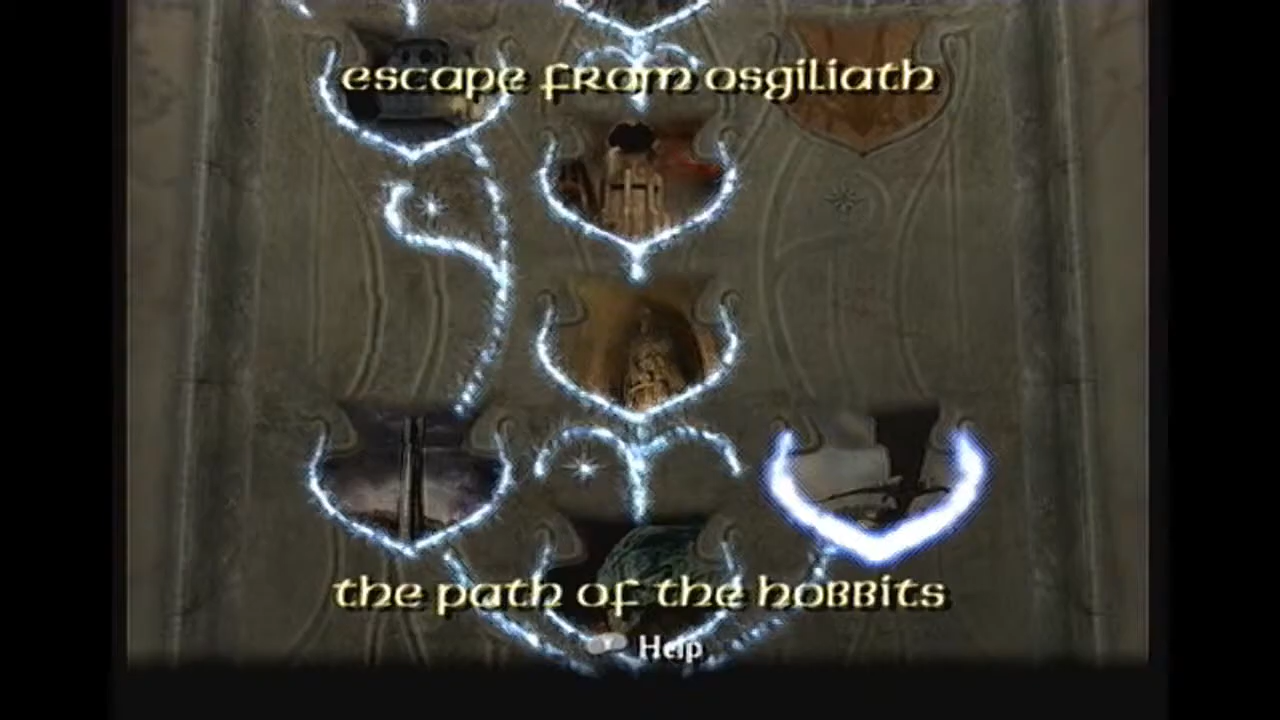 escape from osgiliath
the path of the hobbits
Y Help